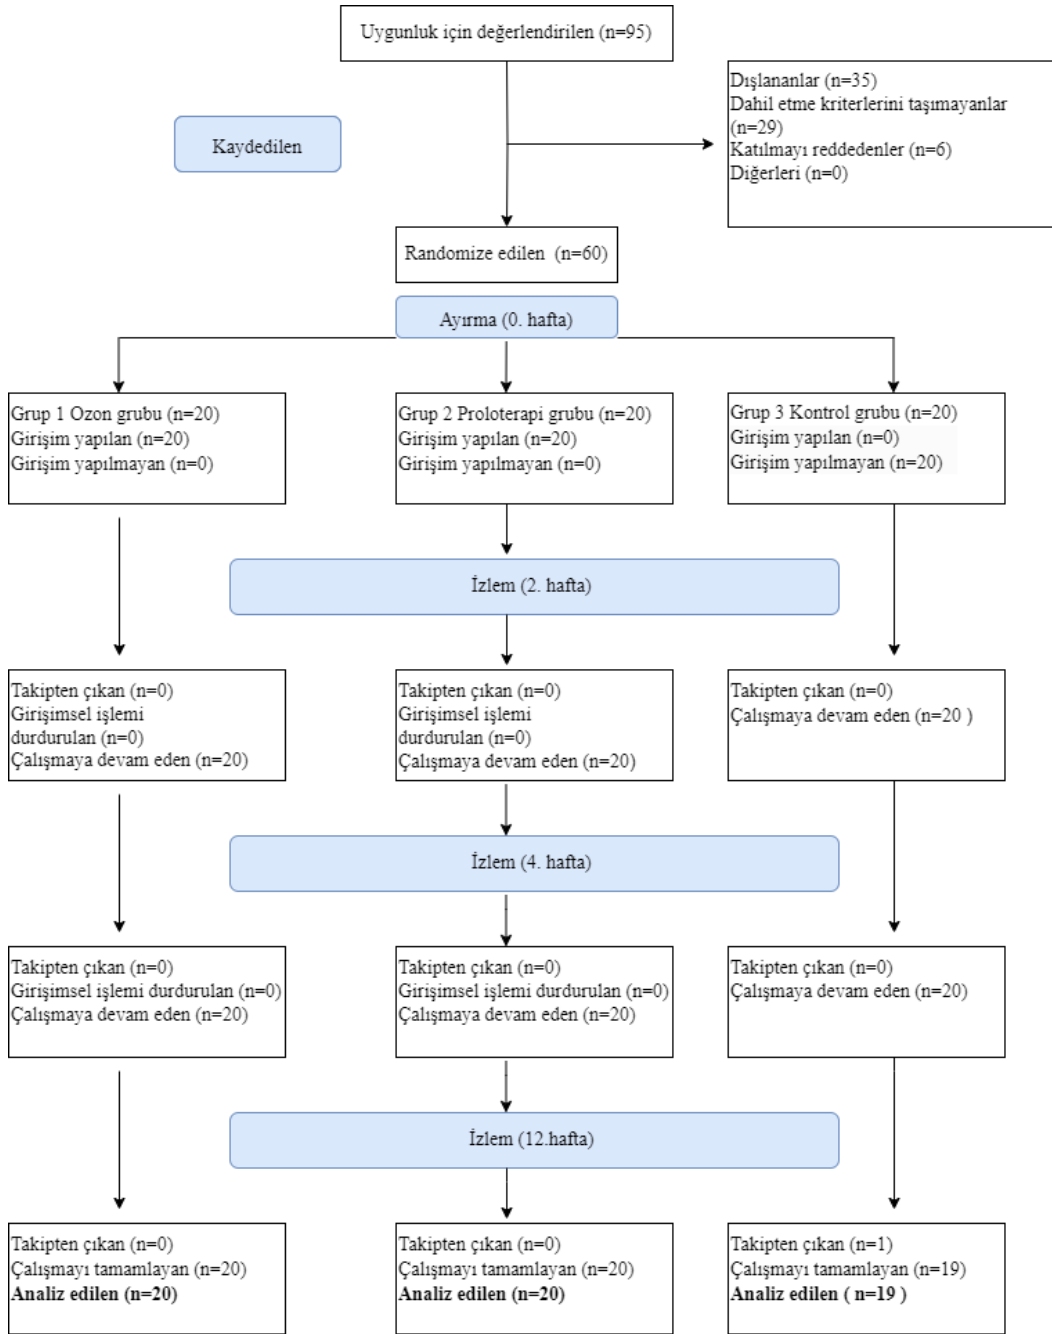 Uygunluk için değerlendirilen (n=95)
Dışlananlar (n=35)
Dahil etme kriterlerini taşımayanlar
(n=29)
Katılmayı reddedenler (n=6)
Diğerleri (n=0)
Kaydedilen
Randomize edilen (n=60)
Ayırma (0. hafta)
Grup 1 Ozon grubu (n=20)
Girişim yapılan (n=20)
Girişim yapılmayan (n=0)
Grup 2 Proloterapi grubu (n=20)
Girişim yapılan (n=20)
Girişim yapılmayan (n=0)
Grup 3 Kontrol grubu (n=20)
Girişim yapılan (n=0)
Girişim yapılmayan (n=20)
İzlem (2. hafta)
Takipten çıkan (n=0)
Girişimsel işlemi
durdurulan (n=0)
Çalışmaya devam eden (n=20)
Takipten çıkan (n=0)
Girişimsel işlemi
durdurulan (n=0)
Çalışmaya devam eden (n=20)
Takipten çıkan (n=0)
Çalışmaya devam eden (n=20 )
İzlem (4. hafta)
Takipten çıkan (n=0)
Girişimsel işlemi durdurulan (n=0)
Çalışmaya devam eden (n=20)
Takipten çıkan (n=0)
Girişimsel işlemi durdurulan (n=0)
Çalışmaya devam eden (n=20)
Takipten çıkan (n=0)
Çalışmaya devam eden (n=20)
İzlem (12.hafta)
Takipten çıkan (n=0)
Çalışmayı tamamlayan (n=20)
Analiz edilen (n=20)
Takipten çıkan (n=0)
Çalışmayı tamamlayan (n=20)
Analiz edilen (n=20)
Takipten çıkan (n=1)
Çalışmayı tamamlayan (n=19)
Analiz edilen ( n=19 )